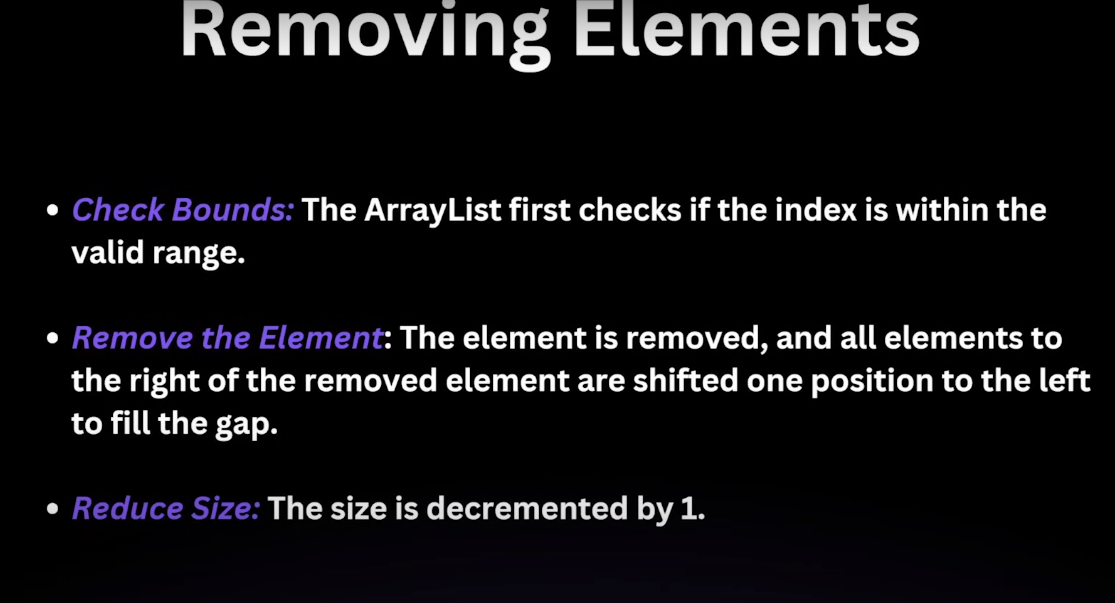 Removing Elements
• Check Bounds: The ArrayList first checks if the index is within the
valid range.
• Remove the Element: The element is removed, and all elements to
the right of the removed element are shifted one position to the left
to fill the gap.
• Reduce Size: The size is decremented by 1.